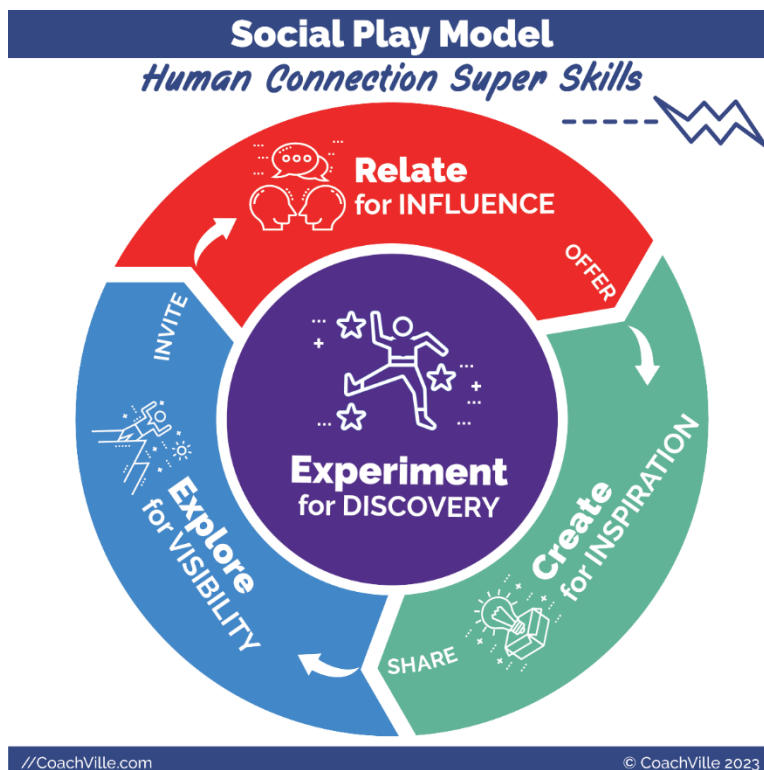 Social Play Model
Human Connection Super Skills
Relate
for INFLUENCE
OFFER
INVITE
Experiment
for DISCOVERY
Create
for INSPIRATION
SHARE
Explore
for VISIBILITY
//CoachVille.com
© CoachVille 2023